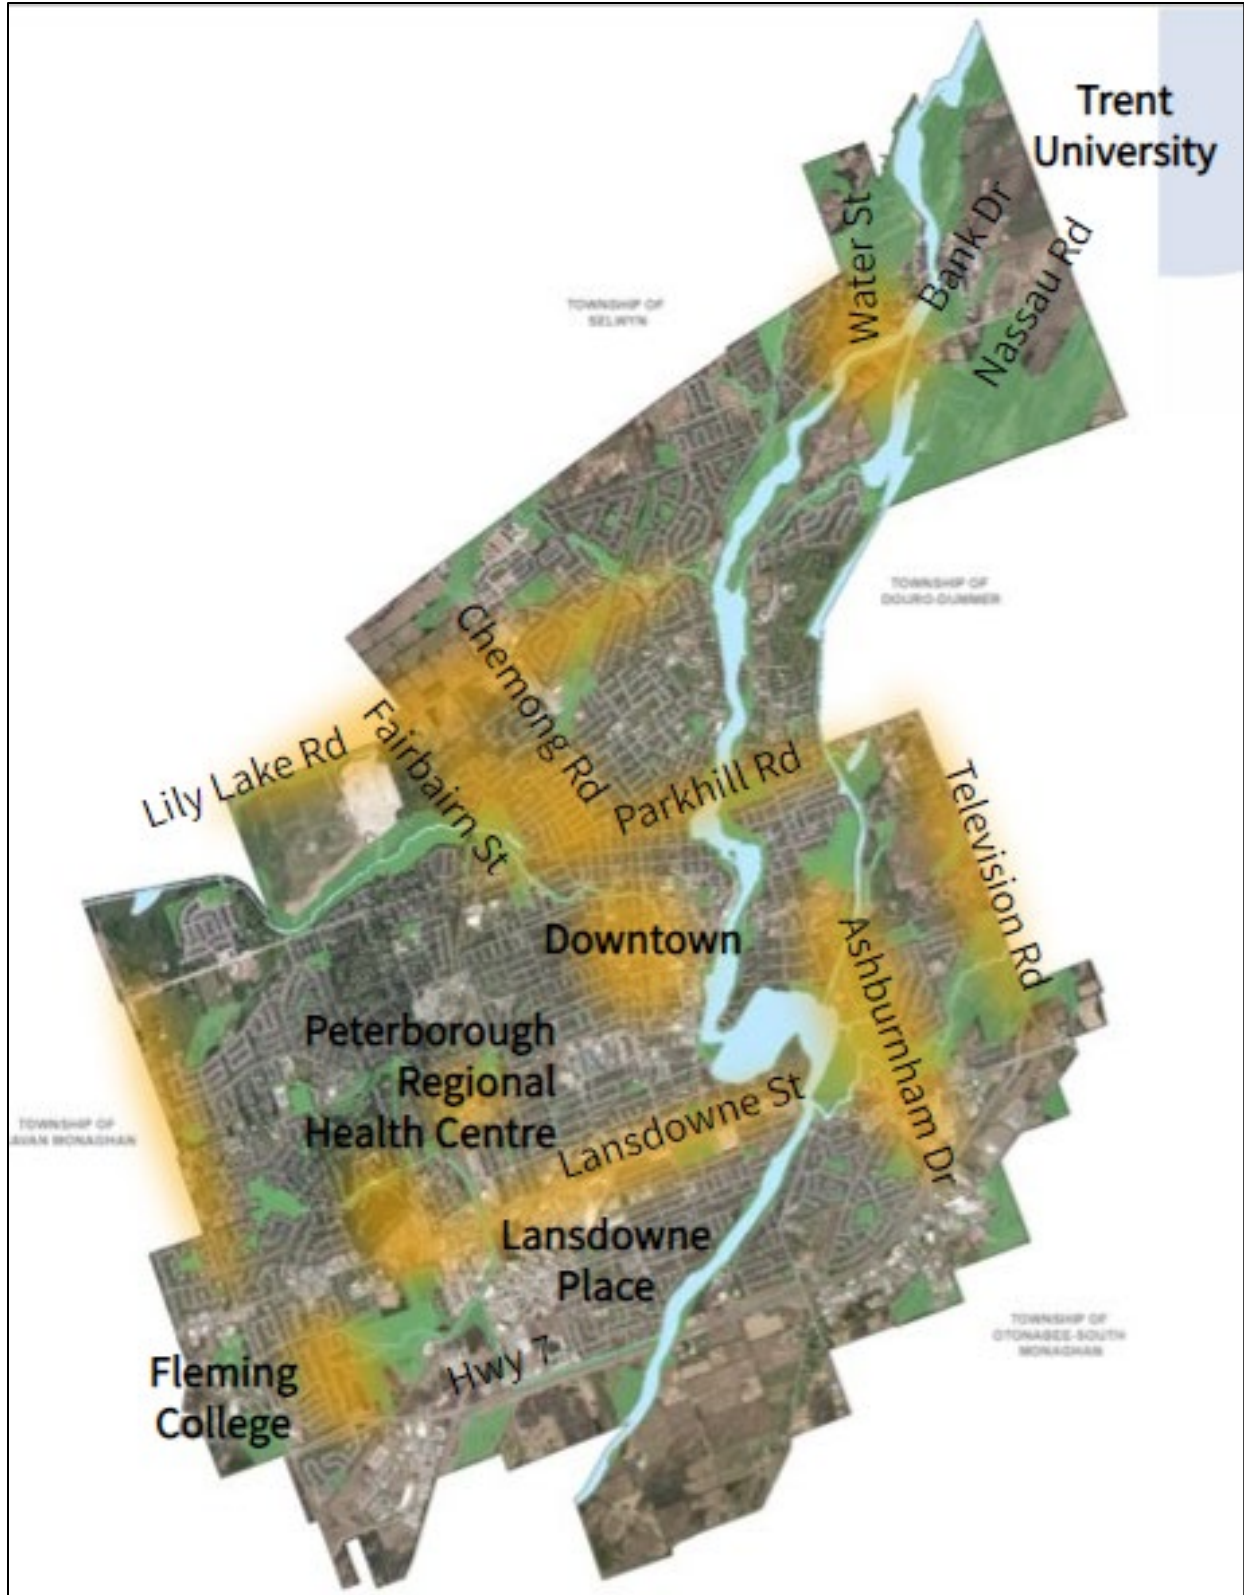 Trent
University
Water St
Bank Dr
Nassau Rd
TOWNSHIP OF
SELWYN
TOWNSHIP OF
DOURO-DUMMER
Chemong Rd
Fairbairn St
Lily Lake Rd
Parkhill Rd
Television Rd
Downtown
Ashburnham Dr
Peterborough
Regional
Health Centre
Lansdowne St
TOWNSHIP OF
AVAN MONAGHAN
Lansdowne
Place
TOWNSHIP OF
OTONABEE-SOUTH
MONAGHAN
Hwy 7
Fleming
College